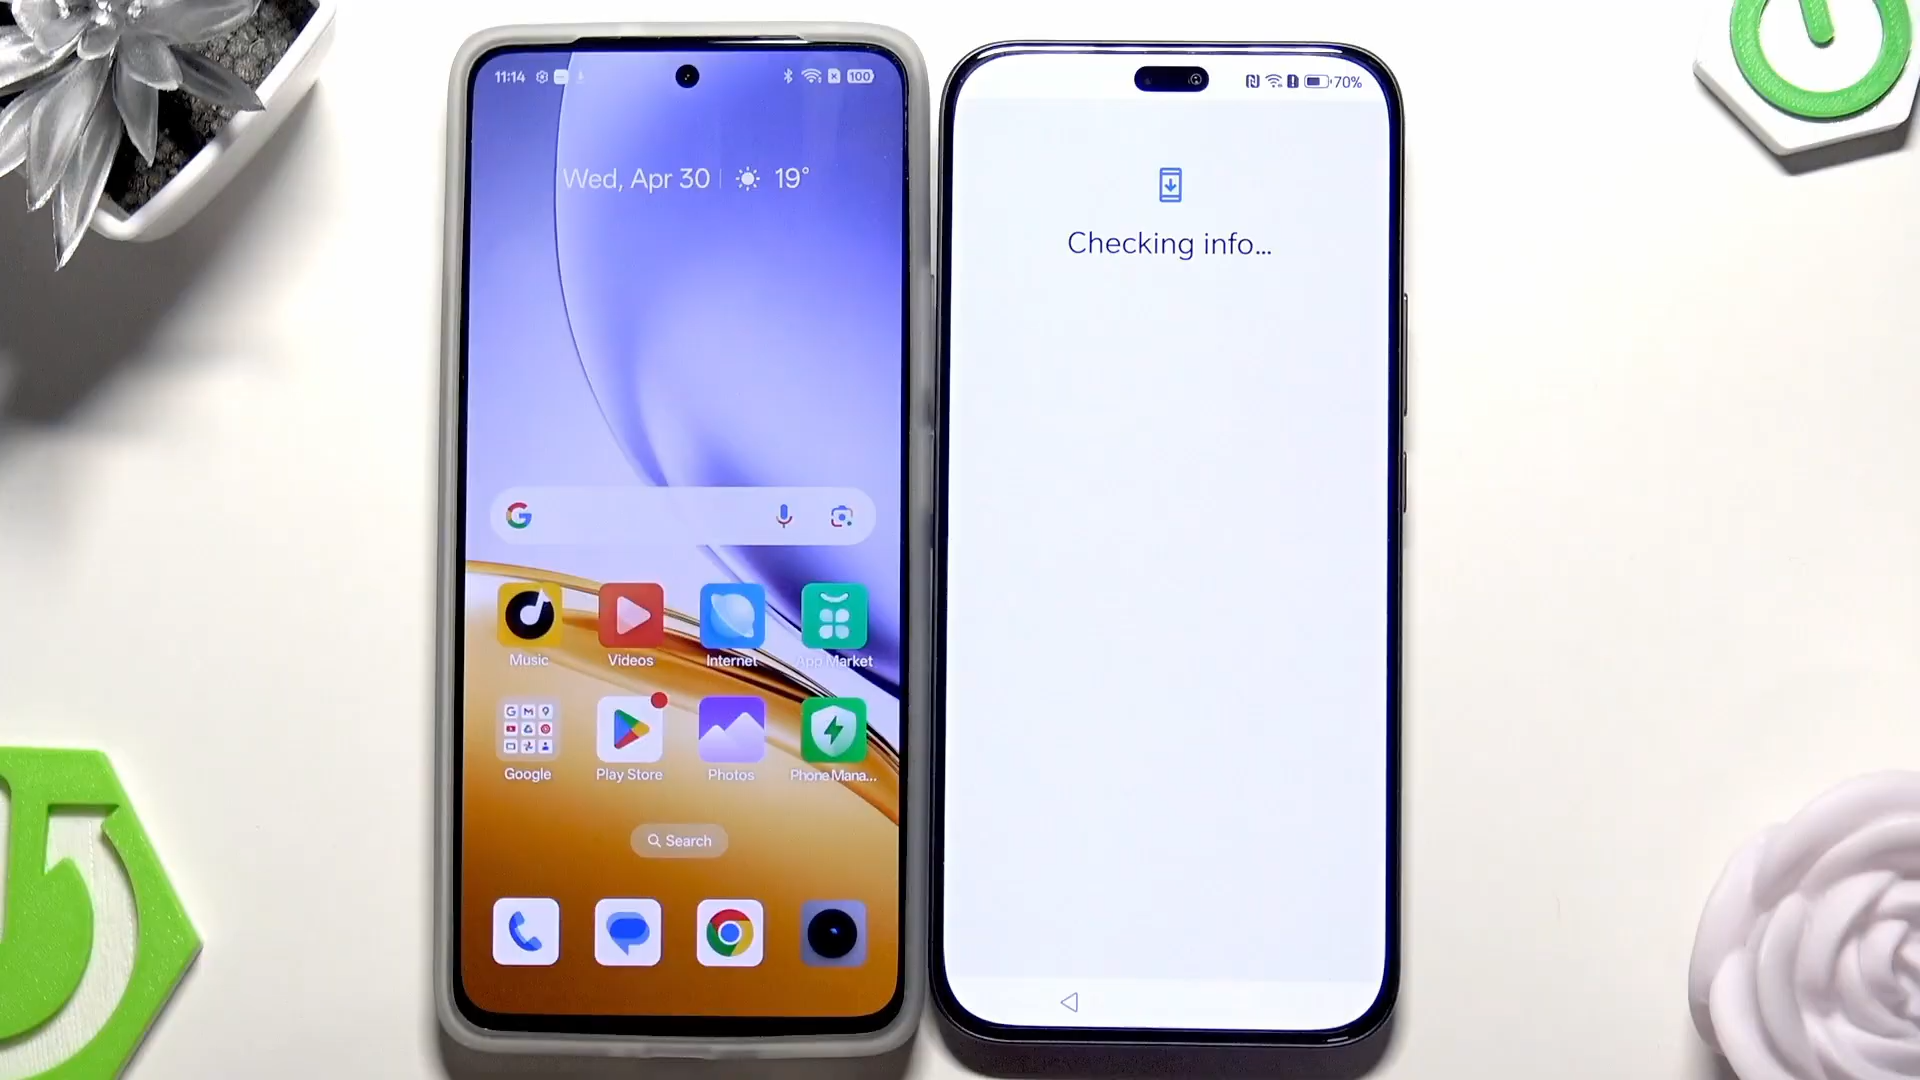 11:14
100
Wed, Apr 30 19°
Music
Videos
Internet
App Market
Google
Play Store
Photos
Phone Mana...
Search
70%
Checking info...